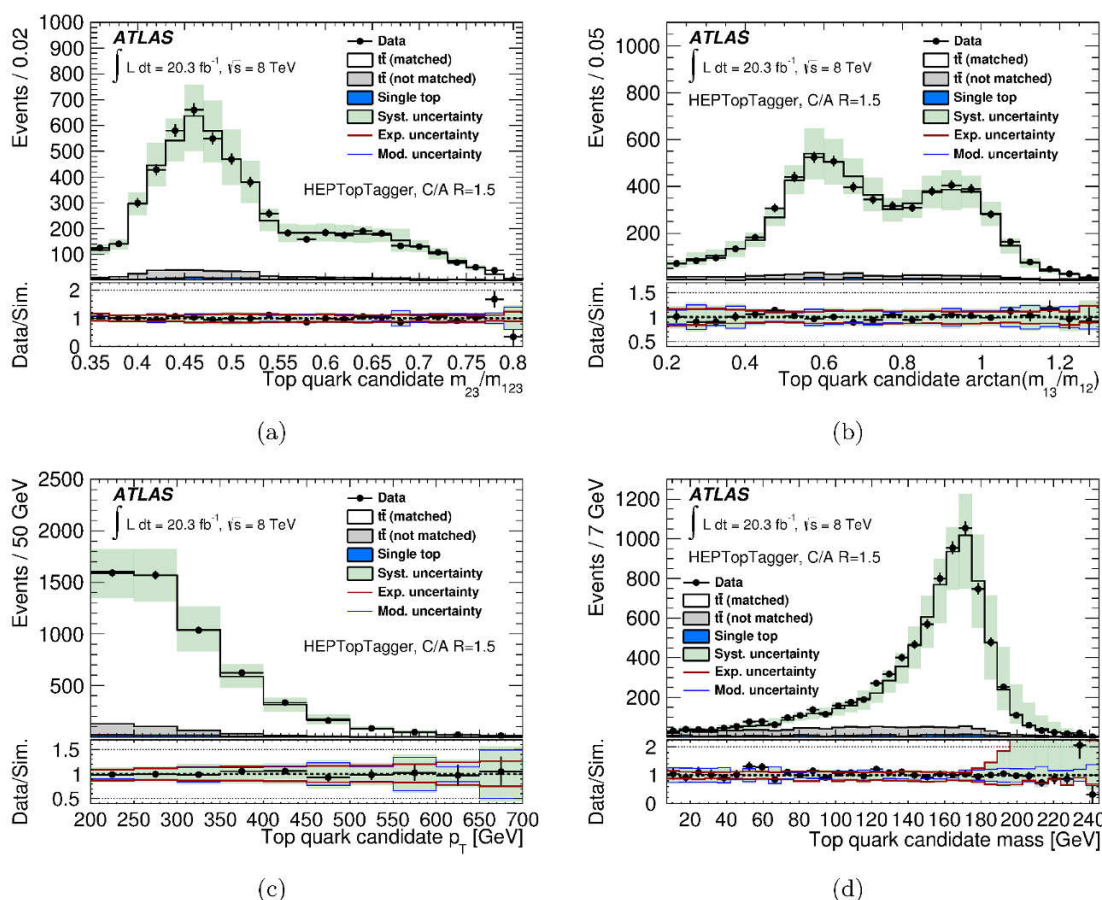 ATLAS
∫ L dt = 20.3 fb⁻¹, √s = 8 TeV
Data
tt̄ (matched)
tt̄ (not matched)
Single top
Syst. uncertainty
Exp. uncertainty
Mod. uncertainty
HEPTopTagger, C/A R=1.5
Events / 0.02
1000
900
800
700
600
500
400
300
200
100
Data/Sim.
2
1
0
0.35 0.4 0.45 0.5 0.55 0.6 0.65 0.7 0.75 0.8
Top quark candidate m₂₃/m₁₂₃
(a)
ATLAS
∫ L dt = 20.3 fb⁻¹, √s = 8 TeV
HEPTopTagger, C/A R=1.5
Data
tt̄ (matched)
tt̄ (not matched)
Single top
Syst. uncertainty
Exp. uncertainty
Mod. uncertainty
Events / 0.05
1000
800
600
400
200
Data/Sim.
1.5
1
0.5
0.2 0.4 0.6 0.8 1 1.2
Top quark candidate arctan(m₁₃/m₁₂)
(b)
ATLAS
∫ L dt = 20.3 fb⁻¹, √s = 8 TeV
Data
tt̄ (matched)
tt̄ (not matched)
Single top
Syst. uncertainty
Exp. uncertainty
Mod. uncertainty
HEPTopTagger, C/A R=1.5
Events / 50 GeV
2500
2000
1500
1000
500
Data/Sim.
1.5
1
0.5
200 250 300 350 400 450 500 550 600 650 700
Top quark candidate p_T [GeV]
(c)
ATLAS
∫ L dt = 20.3 fb⁻¹, √s = 8 TeV
HEPTopTagger, C/A R=1.5
Data
tt̄ (matched)
tt̄ (not matched)
Single top
Syst. uncertainty
Exp. uncertainty
Mod. uncertainty
Events / 7 GeV
1200
1000
800
600
400
200
Data/Sim.
2
1
0
20 40 60 80 100 120 140 160 180 200 220 240
Top quark candidate mass [GeV]
(d)